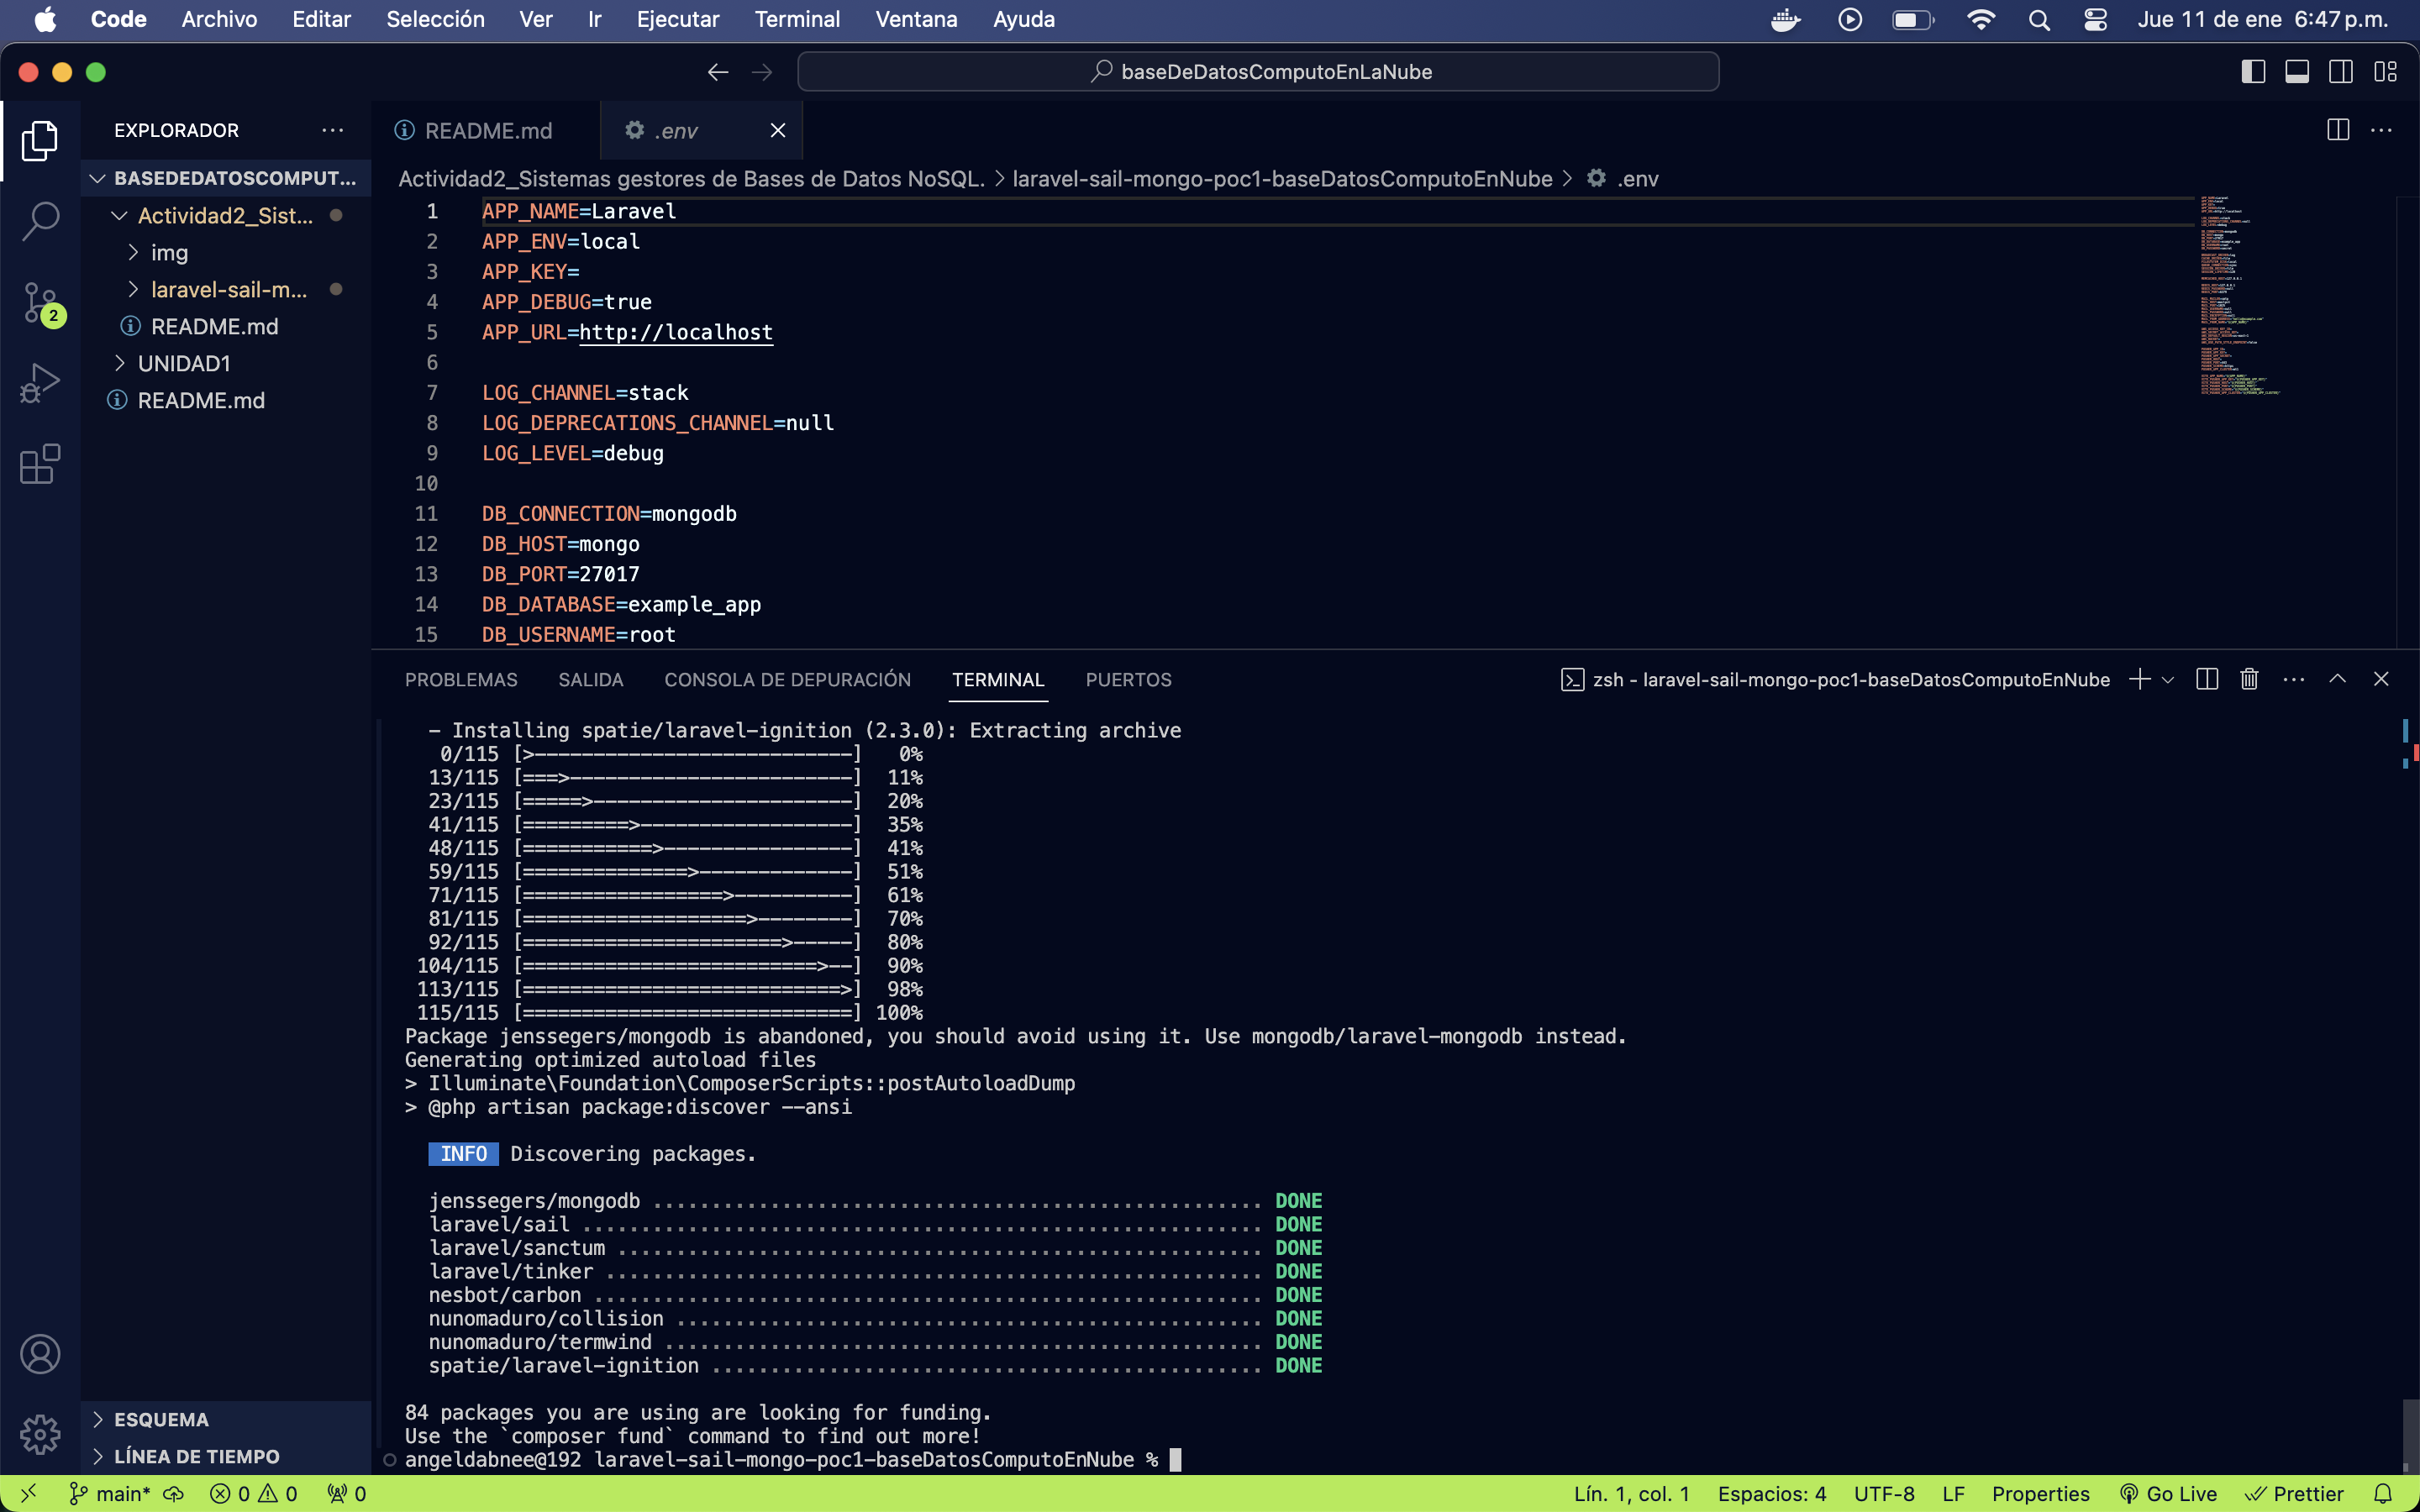 Code Archivo Editar Selección Ver Ir Ejecutar Terminal Ventana Ayuda Jue 11 de ene 6:47 p.m.
baseDeDatosComputoEnLaNube
EXPLORADOR
README.md
.env
BASEDEDATOSCOMPUT...
Actividad2_Sist...
img
laravel-sail-m...
README.md
UNIDAD1
README.md
2
Actividad2_Sistemas gestores de Bases de Datos NoSQL. > laravel-sail-mongo-poc1-baseDatosComputoEnNube > .env
1 APP_NAME=Laravel
2 APP_ENV=local
3 APP_KEY=
4 APP_DEBUG=true
5 APP_URL=http://localhost
6
7 LOG_CHANNEL=stack
8 LOG_DEPRECATIONS_CHANNEL=null
9 LOG_LEVEL=debug
10
11 DB_CONNECTION=mongodb
12 DB_HOST=mongo
13 DB_PORT=27017
14 DB_DATABASE=example_app
15 DB_USERNAME=root
PROBLEMAS SALIDA CONSOLA DE DEPURACIÓN TERMINAL PUERTOS zsh - laravel-sail-mongo-poc1-baseDatosComputoEnNube
- Installing spatie/laravel-ignition (2.3.0): Extracting archive
0/115 [>---------------------------] 0%
13/115 [===>------------------------] 11%
23/115 [=====>----------------------] 20%
41/115 [=========>------------------] 35%
48/115 [===========>----------------] 41%
59/115 [==============>-------------] 51%
71/115 [=================>----------] 61%
81/115 [===================>--------] 70%
92/115 [======================>-----] 80%
104/115 [=========================>--] 90%
113/115 [===========================>] 98%
115/115 [============================] 100%
Package jenssegers/mongodb is abandoned, you should avoid using it. Use mongodb/laravel-mongodb instead.
Generating optimized autoload files
> Illuminate\Foundation\ComposerScripts::postAutoloadDump
> @php artisan package:discover --ansi
INFO Discovering packages.
jenssegers/mongodb .................................................... DONE
laravel/sail .......................................................... DONE
laravel/sanctum ....................................................... DONE
laravel/tinker ........................................................ DONE
nesbot/carbon ......................................................... DONE
nunomaduro/collision .................................................. DONE
nunomaduro/termwind ................................................... DONE
spatie/laravel-ignition ............................................... DONE
84 packages you are using are looking for funding.
Use the `composer fund` command to find out more!
angeldabnee@192 laravel-sail-mongo-poc1-baseDatosComputoEnNube %
ESQUEMA
LÍNEA DE TIEMPO
main* 0 0 0 Lín. 1, col. 1 Espacios: 4 UTF-8 LF Properties Go Live Prettier